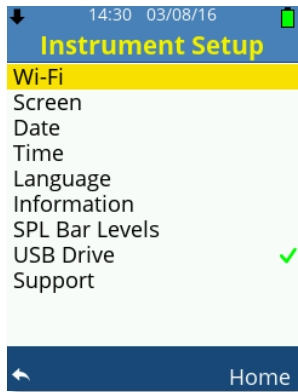 14:30 03/08/16
Instrument Setup
Wi-Fi
Screen
Date
Time
Language
Information
SPL Bar Levels
USB Drive
Support
Home